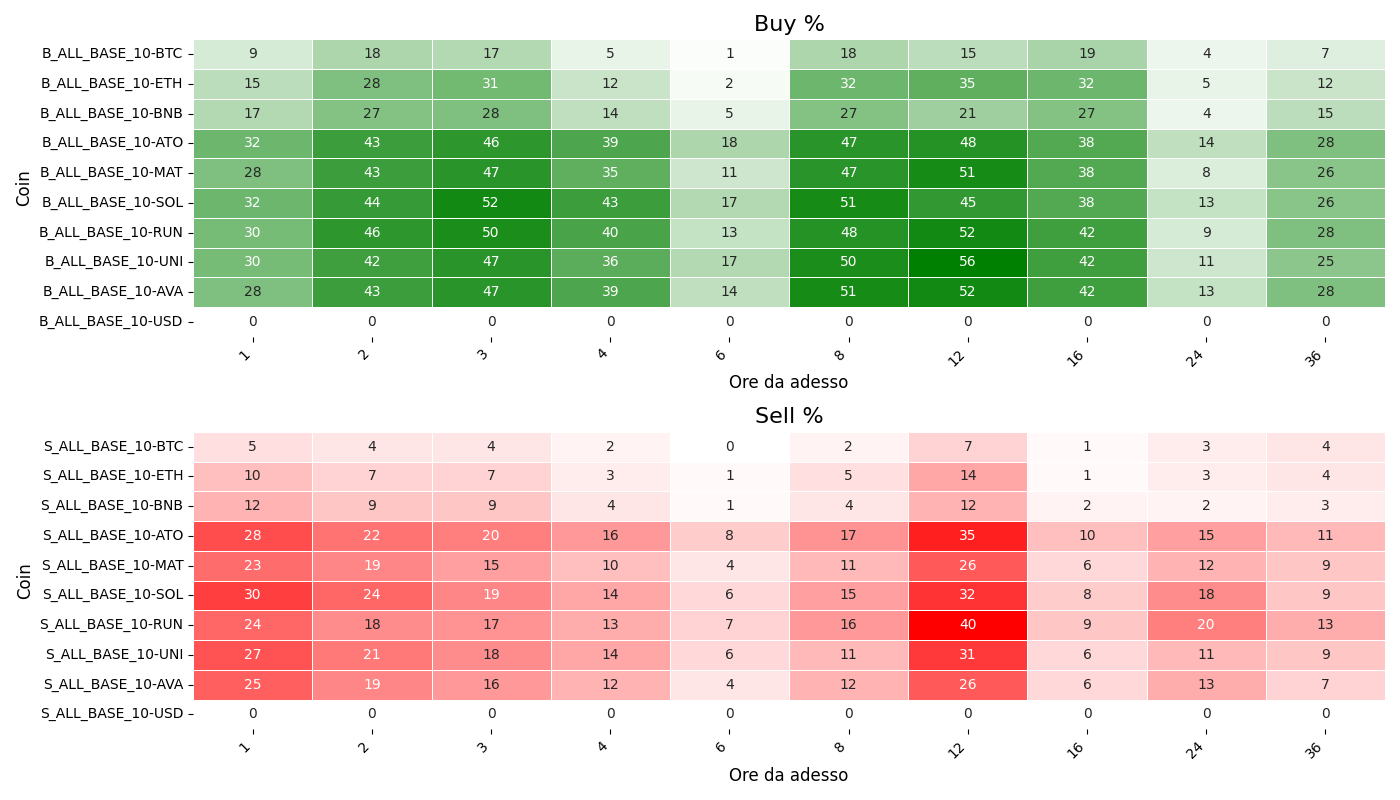 Buy %
Coin
B_ALL_BASE_10-BTC 9 18 17 5 1 18 15 19 4 7
B_ALL_BASE_10-ETH 15 28 31 12 2 32 35 32 5 12
B_ALL_BASE_10-BNB 17 27 28 14 5 27 21 27 4 15
B_ALL_BASE_10-ATO 32 43 46 39 18 47 48 38 14 28
B_ALL_BASE_10-MAT 28 43 47 35 11 47 51 38 8 26
B_ALL_BASE_10-SOL 32 44 52 43 17 51 45 38 13 26
B_ALL_BASE_10-RUN 30 46 50 40 13 48 52 42 9 28
B_ALL_BASE_10-UNI 30 42 47 36 17 50 56 42 11 25
B_ALL_BASE_10-AVA 28 43 47 39 14 51 52 42 13 28
B_ALL_BASE_10-USD 0 0 0 0 0 0 0 0 0 0
1 2 3 4 6 8 12 16 24 36
Ore da adesso
Sell %
Coin
S_ALL_BASE_10-BTC 5 4 4 2 0 2 7 1 3 4
S_ALL_BASE_10-ETH 10 7 7 3 1 5 14 1 3 4
S_ALL_BASE_10-BNB 12 9 9 4 1 4 12 2 2 3
S_ALL_BASE_10-ATO 28 22 20 16 8 17 35 10 15 11
S_ALL_BASE_10-MAT 23 19 15 10 4 11 26 6 12 9
S_ALL_BASE_10-SOL 30 24 19 14 6 15 32 8 18 9
S_ALL_BASE_10-RUN 24 18 17 13 7 16 40 9 20 13
S_ALL_BASE_10-UNI 27 21 18 14 6 11 31 6 11 9
S_ALL_BASE_10-AVA 25 19 16 12 4 12 26 6 13 7
S_ALL_BASE_10-USD 0 0 0 0 0 0 0 0 0 0
1 2 3 4 6 8 12 16 24 36
Ore da adesso